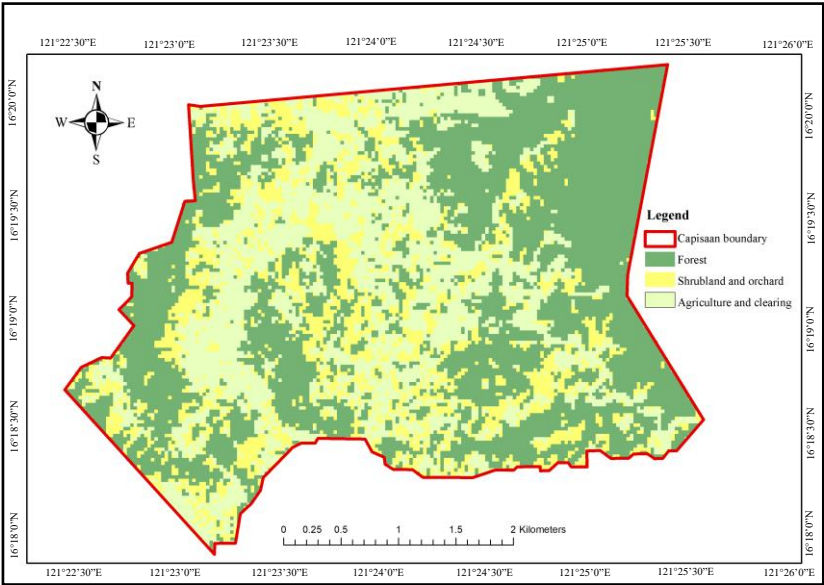 121°22'30"E 121°23'0"E 121°23'30"E 121°24'0"E 121°24'30"E 121°25'0"E 121°25'30"E 121°26'0"E
16°20'0"N
16°19'30"N
16°19'0"N
16°18'30"N
16°18'0"N
N
W E
S
Legend
Capisaan boundary
Forest
Shrubland and orchard
Agriculture and clearing
0 0.25 0.5 1 1.5 2 Kilometers
16°20'0"N
16°19'30"N
16°19'0"N
16°18'30"N
16°18'0"N
121°22'30"E 121°23'0"E 121°23'30"E 121°24'0"E 121°24'30"E 121°25'0"E 121°25'30"E 121°26'0"E